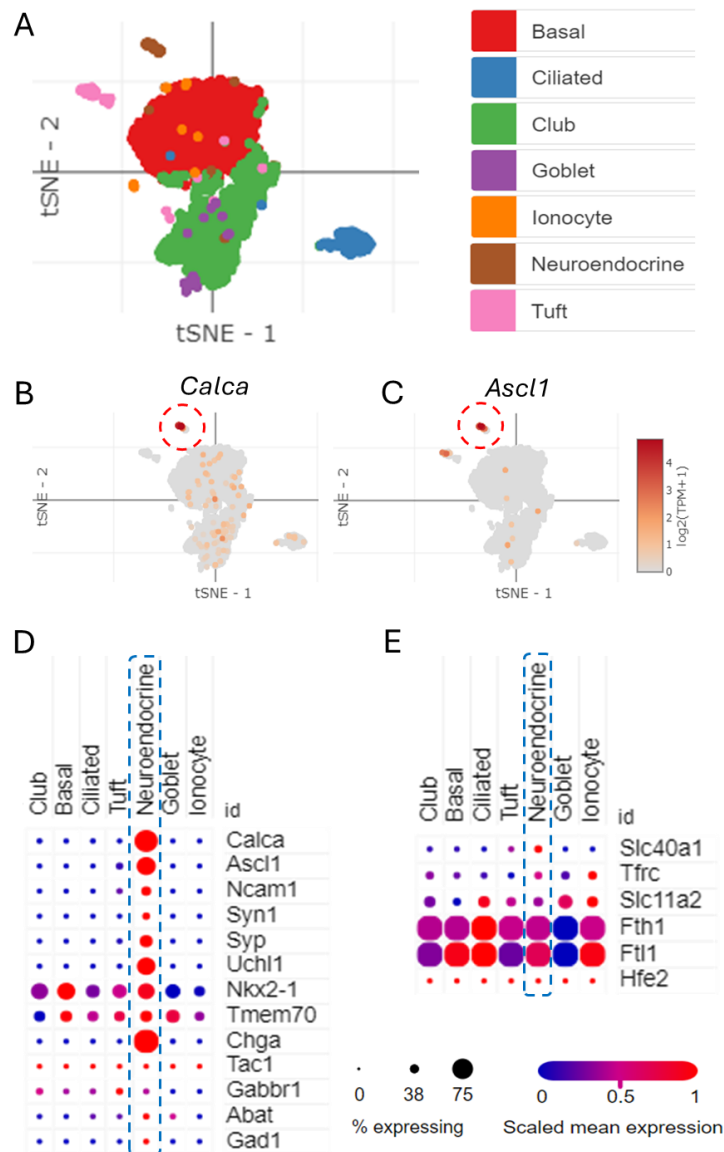 A
tSNE - 2
tSNE - 1
Basal
Ciliated
Club
Goblet
Ionocyte
Neuroendocrine
Tuft
B
Calca
tSNE - 2
tSNE - 1
C
Ascl1
tSNE - 2
tSNE - 1
4
3
2
1
0
log2(TPM+1)
D
Club
Basal
Ciliated
Tuft
Neuroendocrine
Goblet
Ionocyte
id
Calca
Ascl1
Ncam1
Syn1
Syp
Uchl1
Nkx2-1
Tmem70
Chga
Tac1
Gabbr1
Abat
Gad1
E
Club
Basal
Ciliated
Tuft
Neuroendocrine
Goblet
Ionocyte
id
Slc40a1
Tfrc
Slc11a2
Fth1
Ftl1
Hfe2
0 38 75
% expressing
0 0.5 1
Scaled mean expression